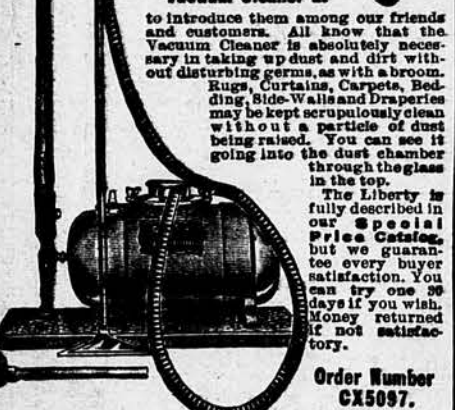 to introduce them among our friends
and customers. All know that the
Vacuum Cleaner is absolutely neces-
sary in taking up dust and dirt with-
out disturbing germs, as with a broom.
Rugs, Curtains, Carpets, Bed-
ding, Side-Walls and Draperies
may be kept scrupulously clean
without a particle of dust
being raised. You can see it
going into the dust chamber
through the glass
in the top.
The Liberty is
fully described in
our Special
Price Catalog,
but we guaran-
tee every buyer
satisfaction. You
can try one 30
days if you wish.
Money returned
if not satisfac-
tory.
Order Number
CX5097.